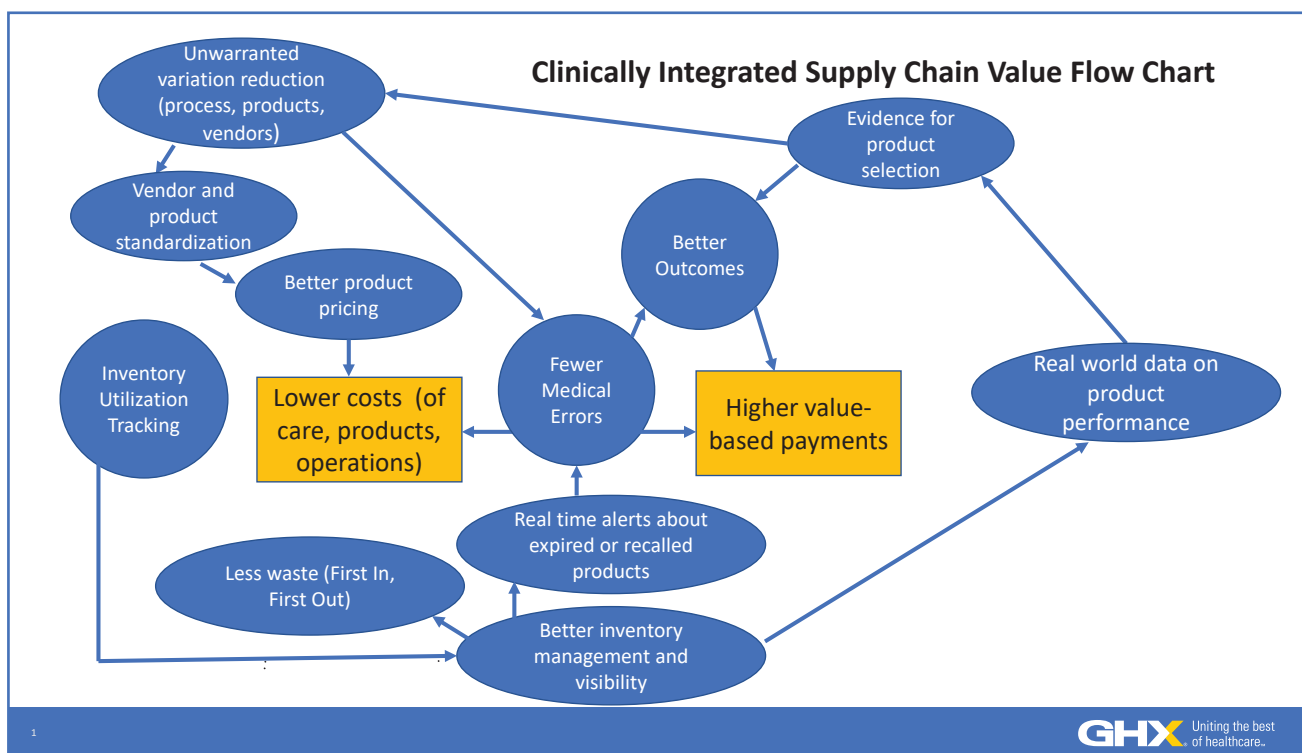 Clinically Integrated Supply Chain Value Flow Chart
Unwarranted
variation reduction
(process, products,
vendors)
Evidence for
product
selection
Vendor and
product
standardization
Better
Outcomes
Better product
pricing
Inventory
Utilization
Tracking
Lower costs (of
care, products,
operations)
Fewer
Medical
Errors
Higher value-
based payments
Real world data on
product
performance
Real time alerts about
expired or recalled
products
Less waste (First In,
First Out)
Better inventory
management and
visibility
:
.
1
GHX
Uniting the best
of healthcare℠